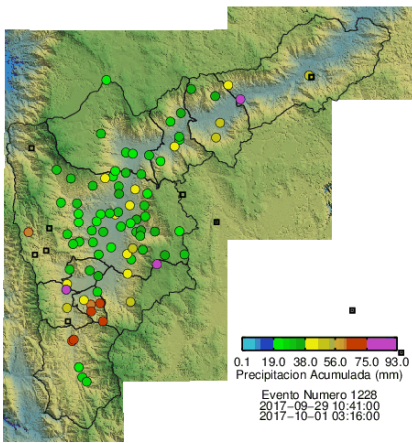 0.1 19.0 38.0 56.0 75.0 93.0
Precipitacion Acumulada (mm)
Evento Numero 1228
2017-09-29 10:41:00
2017-10-01 03:16:00